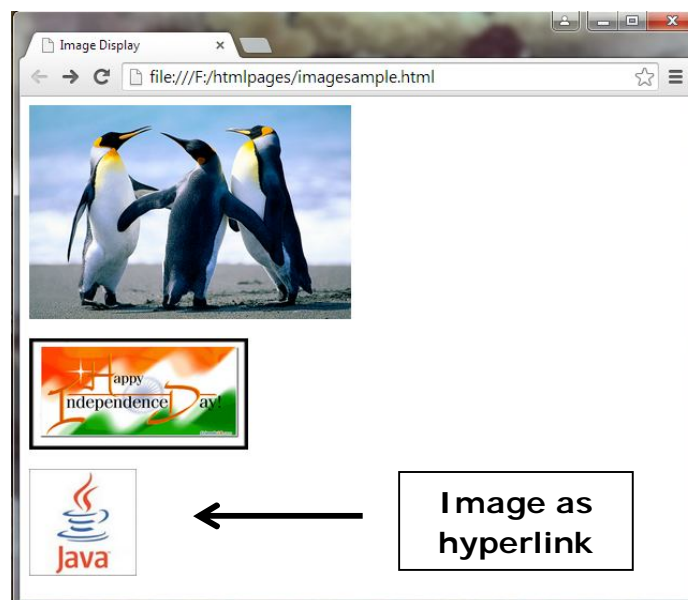 Image Display
file:///F:/htmlpages/imagesample.html
Happy
Independence Day!
Java
Image as
hyperlink